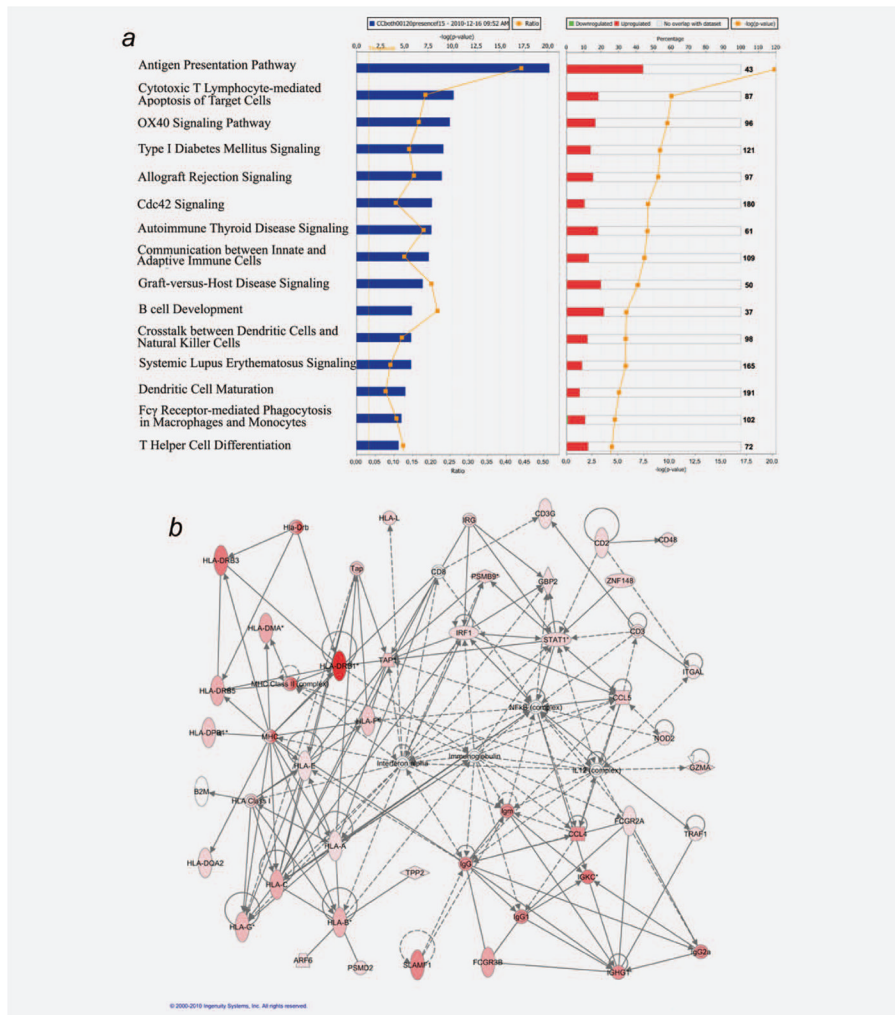 a
CCboth00120presencef15 - 2010-12-16 09:52 AM
Ratio
-log(p-value)
0,0 2,5 5,0 7,5 10,0 12,5 15,0 17,5 20,0
Downregulated Upregulated No overlap with dataset -log(p-value)
Percentage
0 10 20 30 40 50 60 70 80 90 100 110 120
Antigen Presentation Pathway 43
Cytotoxic T Lymphocyte-mediated
Apoptosis of Target Cells 87
OX40 Signaling Pathway 96
Type I Diabetes Mellitus Signaling 121
Allograft Rejection Signaling 97
Cdc42 Signaling 180
Autoimmune Thyroid Disease Signaling 61
Communication between Innate and
Adaptive Immune Cells 109
Graft-versus-Host Disease Signaling 50
B cell Development 37
Crosstalk between Dendritic Cells and
Natural Killer Cells 98
Systemic Lupus Erythematosus Signaling 165
Dendritic Cell Maturation 191
Fcγ Receptor-mediated Phagocytosis
in Macrophages and Monocytes 102
T Helper Cell Differentiation 72
0,00 0,05 0,10 0,15 0,20 0,25 0,30 0,35 0,40 0,45 0,50
Ratio
0,0 2,5 5,0 7,5 10,0 12,5 15,0 17,5 20,0
-log(p-value)
b
HLA-L
IRG
CD3G
Hla-Drb
CD2
CD48
HLA-DRB3
Tap
CD8
PSMB9*
GBP2
ZNF148
HLA-DMA*
IRF1
STAT1*
CD3
HLA-DRB1*
TAP1
ITGAL
MHC Class II (complex)
HLA-DRB5
CCL5
NFkB (complex)
HLA-F*
HLA-DPB1*
MHC
NOD2
HLA-E
Interferon alpha
Immunoglobulin
IL12 (complex)
GZMA
B2M
HLA Class I
Igm
FCGR2A
CCL4
TRAF1
HLA-A
HLA-DQA2
IgG
TPP2
HLA-C
IGKC*
HLA-G*
HLA-B*
IgG1
ARF6
PSMD2
SLAMF1
FCGR3B
IGHG1*
IgG2a
© 2000-2010 Ingenuity Systems, Inc. All rights reserved.